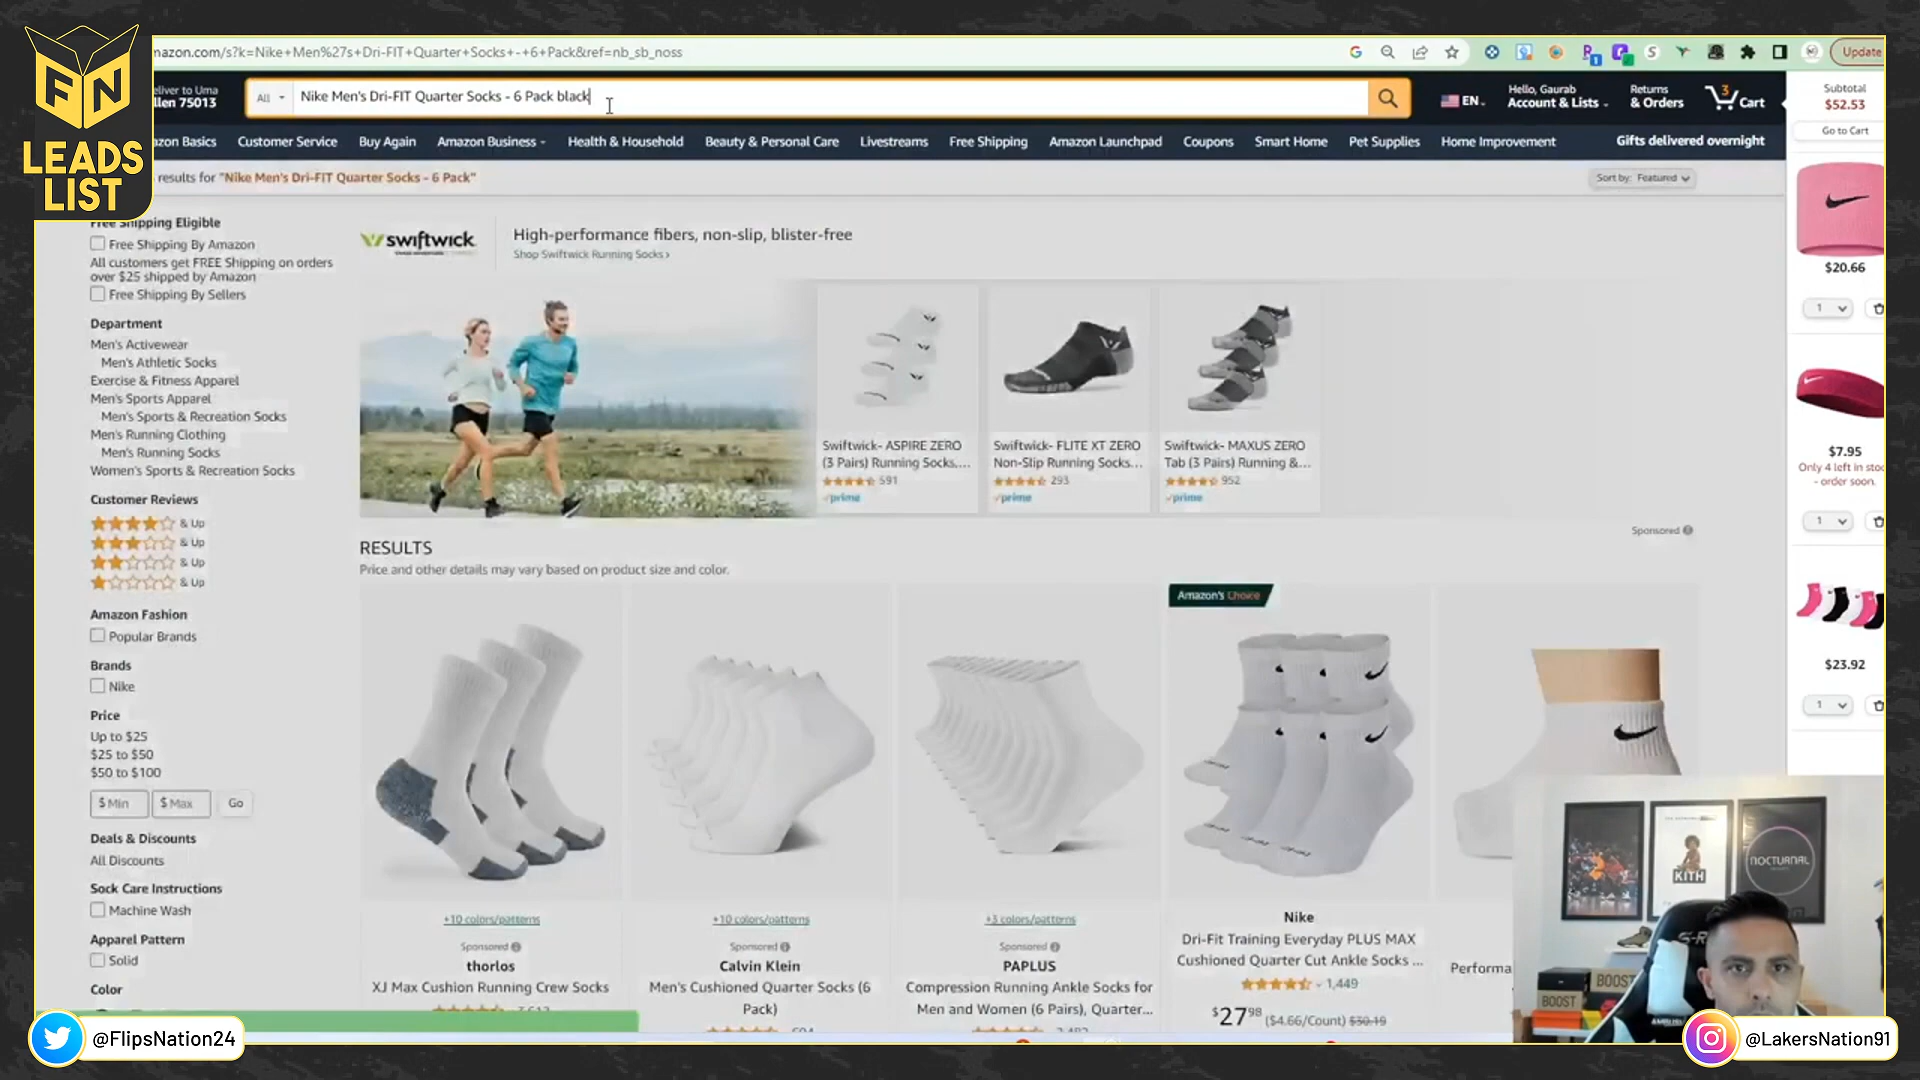 FN
LEADS
LIST
mazon.com/s?k=Nike+Men%27s+Dri-FIT+Quarter+Socks+-+6+Pack&ref=nb_sb_noss
Update
eliver to Uma
llen 75013
All
Nike Men's Dri-FIT Quarter Socks - 6 Pack black
EN
Hello, Gaurab
Account & Lists
Returns
& Orders
3
Cart
Subtotal
$52.53
Go to Cart
zon Basics
Customer Service
Buy Again
Amazon Business
Health & Household
Beauty & Personal Care
Livestreams
Free Shipping
Amazon Launchpad
Coupons
Smart Home
Pet Supplies
Home Improvement
Gifts delivered overnight
results for "Nike Men's Dri-FIT Quarter Socks - 6 Pack"
Sort by: Featured
Free Shipping Eligible
Free Shipping By Amazon
All customers get FREE Shipping on orders
over $25 shipped by Amazon
Free Shipping By Sellers
Department
Men's Activewear
Men's Athletic Socks
Exercise & Fitness Apparel
Men's Sports Apparel
Men's Sports & Recreation Socks
Men's Running Clothing
Men's Running Socks
Women's Sports & Recreation Socks
Customer Reviews
& Up
& Up
& Up
& Up
Amazon Fashion
Popular Brands
Brands
Nike
Price
Up to $25
$25 to $50
$50 to $100
$ Min
$ Max
Go
Deals & Discounts
All Discounts
Sock Care Instructions
Machine Wash
Apparel Pattern
Solid
Color
swiftwick
High-performance fibers, non-slip, blister-free
Shop Swiftwick Running Socks ›
Swiftwick- ASPIRE ZERO
(3 Pairs) Running Socks,...
591
prime
Swiftwick- FLITE XT ZERO
Non-Slip Running Socks...
293
prime
Swiftwick- MAXUS ZERO
Tab (3 Pairs) Running &...
952
prime
Sponsored
RESULTS
Price and other details may vary based on product size and color.
+10 colors/patterns
Sponsored
thorlos
XJ Max Cushion Running Crew Socks
+10 colors/patterns
Sponsored
Calvin Klein
Men's Cushioned Quarter Socks (6
Pack)
+3 colors/patterns
Sponsored
PAPLUS
Compression Running Ankle Socks for
Men and Women (6 Pairs), Quarter...
Amazon's Choice
Nike
Dri-Fit Training Everyday PLUS MAX
Cushioned Quarter Cut Ankle Socks ...
1,449
$27.98 ($4.66/Count) $30.19
Performa
$20.66
1
$7.95
Only 4 left in stoc
- order soon.
1
$23.92
1
KITH
NOCTURNAL
BOOST
BOOST
@FlipsNation24
@LakersNation91